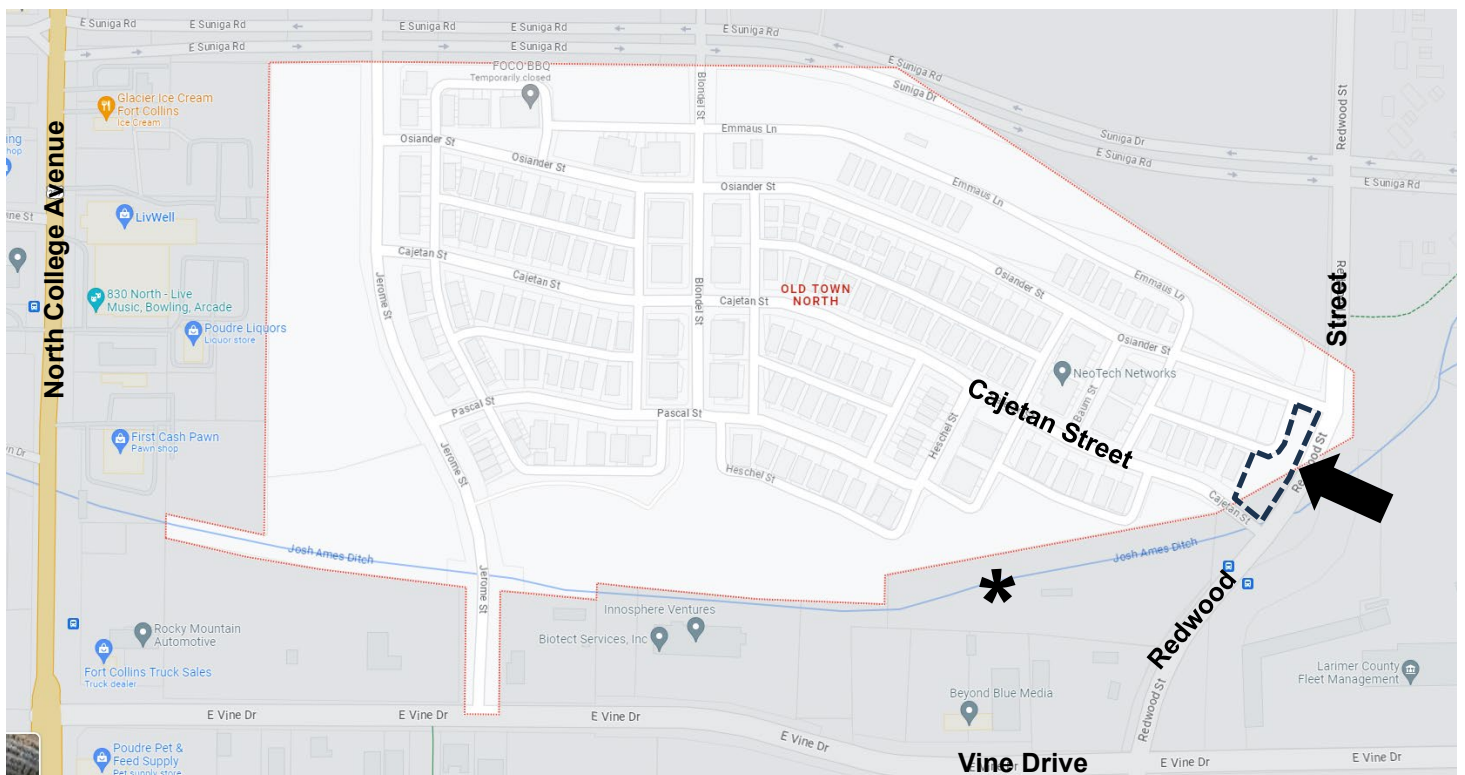 E Suniga Rd
E Suniga Rd
E Suniga Rd
E Suniga Rd
E Suniga Rd
E Suniga Rd
E Suniga Rd
E Suniga Rd
Suniga Dr
Suniga Dr
E Suniga Rd
E Suniga Rd
FOCO BBQ
Temporarily closed
Glacier Ice Cream
Fort Collins
Ice Cream
North College Avenue
LivWell
830 North - Live
Music, Bowling, Arcade
Poudre Liquors
Liquor store
First Cash Pawn
Pawn shop
Blonder St
Redwood St
Emmaus Ln
Osiander St
Osiander St
Osiander St
Emmaus Ln
Emmaus Ln
Cajetan St
Cajetan St
Cajetan St
Jerome St
Blondel St
OLD TOWN
NORTH
Osiander St
Osiander St
Street
NeoTech Networks
Baum St
Cajetan Street
Pascal St
Pascal St
Heschel St
Heschel St
Jerome St
Cajetan St
Redwood St
Josh Ames Ditch
Josh Ames Ditch
*
Jerome St
Innosphere Ventures
Biotect Services, Inc
Redwood
Redwood St
Rocky Mountain
Automotive
Fort Collins Truck Sales
Truck dealer
Larimer County
Fleet Management
Beyond Blue Media
E Vine Dr
E Vine Dr
E Vine Dr
E Vine Dr
Vine Drive
E Vine Dr
E Vine Dr
Poudre Pet &
Feed Supply
Pet supply store